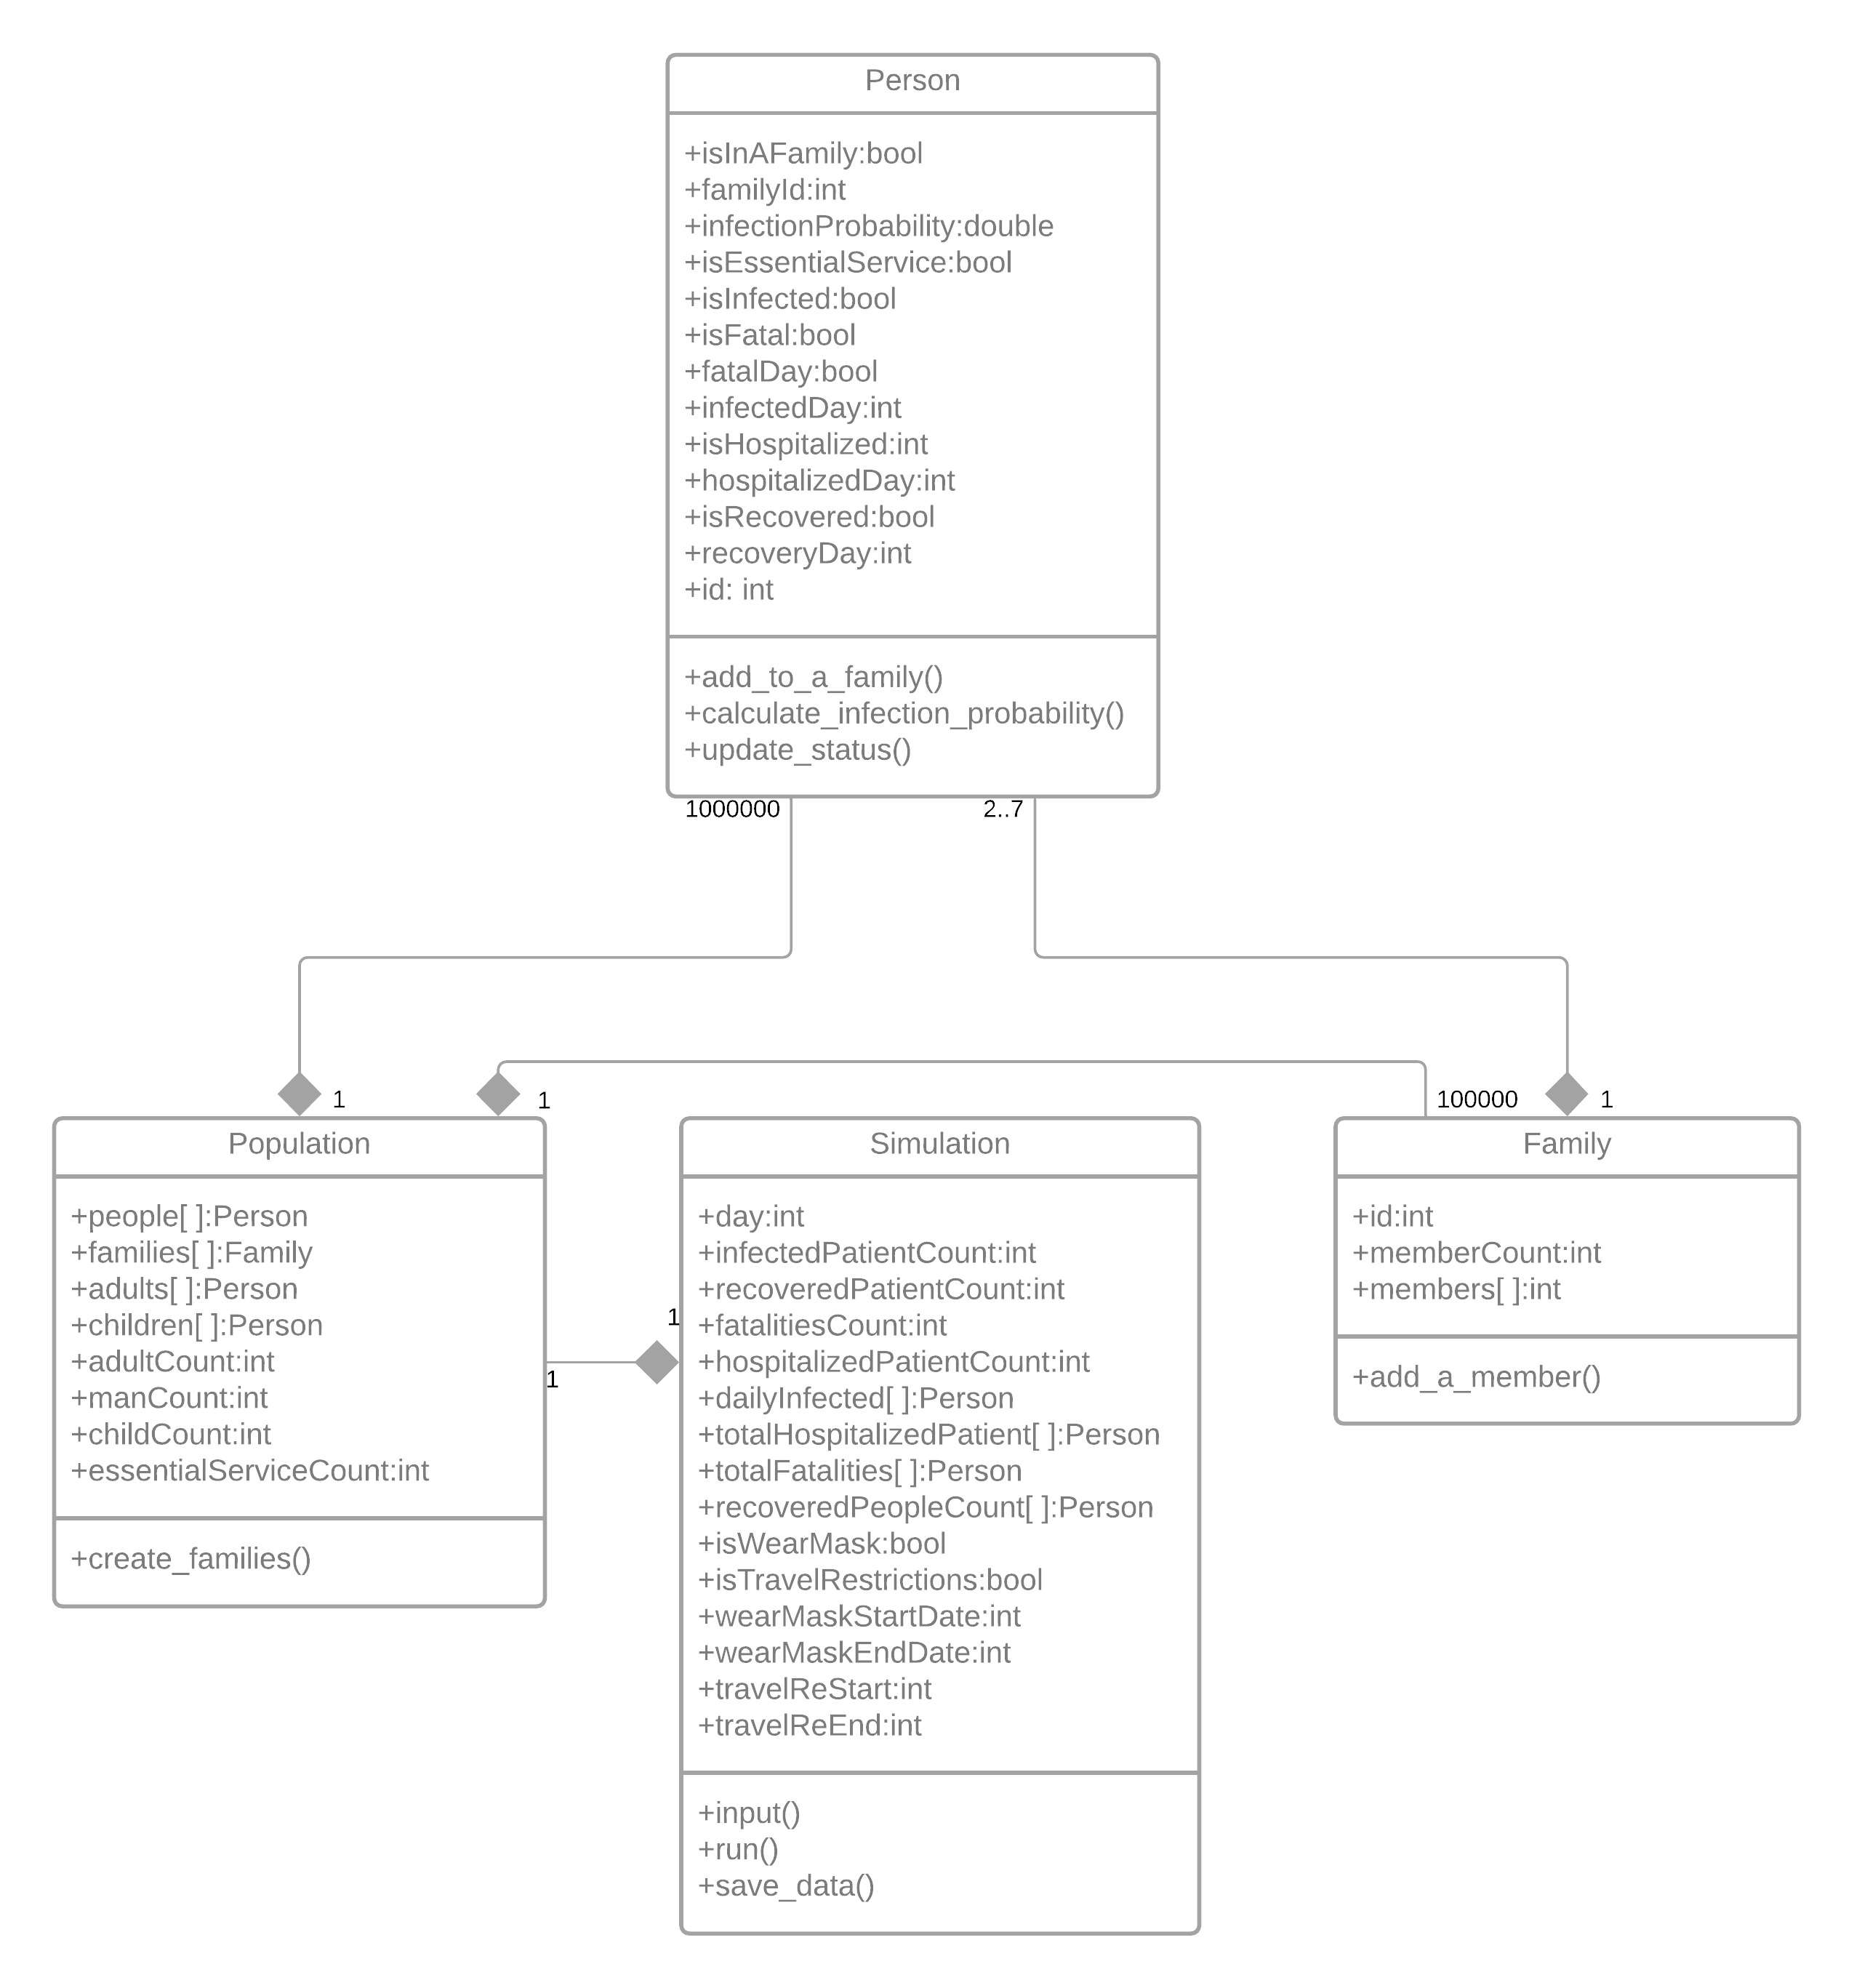 Person
+isInAFamily:bool
+familyId:int
+infectionProbability:double
+isEssentialService:bool
+isInfected:bool
+isFatal:bool
+fatalDay:bool
+infectedDay:int
+isHospitalized:int
+hospitalizedDay:int
+isRecovered:bool
+recoveryDay:int
+id: int
+add_to_a_family()
+calculate_infection_probability()
+update_status()
1000000
2..7
1
1
100000
1
Population
+people[ ]:Person
+families[ ]:Family
+adults[ ]:Person
+children[ ]:Person
+adultCount:int
+manCount:int
+childCount:int
+essentialServiceCount:int
+create_families()
1
1
Simulation
+day:int
+infectedPatientCount:int
+recoveredPatientCount:int
+fatalitiesCount:int
+hospitalizedPatientCount:int
+dailyInfected[ ]:Person
+totalHospitalizedPatient[ ]:Person
+totalFatalities[ ]:Person
+recoveredPeopleCount[ ]:Person
+isWearMask:bool
+isTravelRestrictions:bool
+wearMaskStartDate:int
+wearMaskEndDate:int
+travelReStart:int
+travelReEnd:int
+input()
+run()
+save_data()
Family
+id:int
+memberCount:int
+members[ ]:int
+add_a_member()